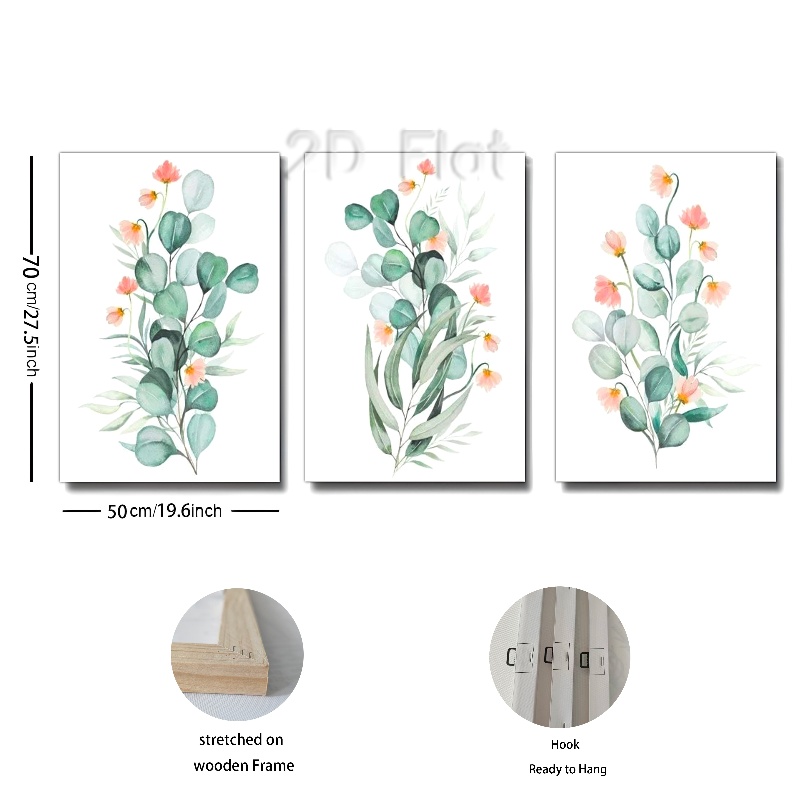 2D Flat
70 cm/27.5inch
50cm/19.6inch
stretched on
wooden Frame
Hook
Ready to Hang